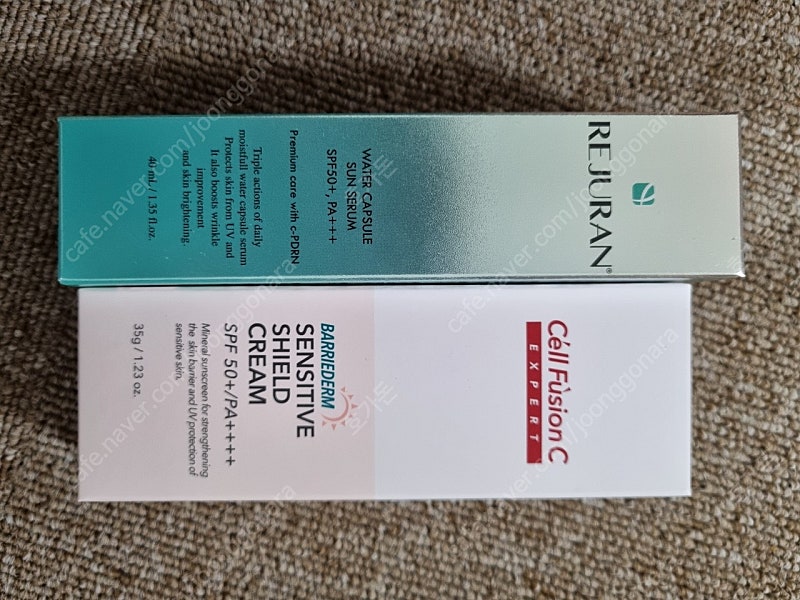 REJURAN®
WATER CAPSULE
SUN SERUM
SPF50+, PA+++
Premium care with c-PDRN
Triple actions of daily
moistfull water capsule serum
Protects skin from UV and
It also boosts wrinkle
improvement
and skin brightening.
40 mL / 1.35 fl.oz.
Céll Fùsion C
EXPERT
BARRIEDERM
SENSITIVE
SHIELD
CREAM
SPF 50+/PA++++
Mineral sunscreen for strengthening
the skin barrier and UV protection of
sensitive skin.
35g / 1.23 oz.
cafe.naver.com/joonggonara